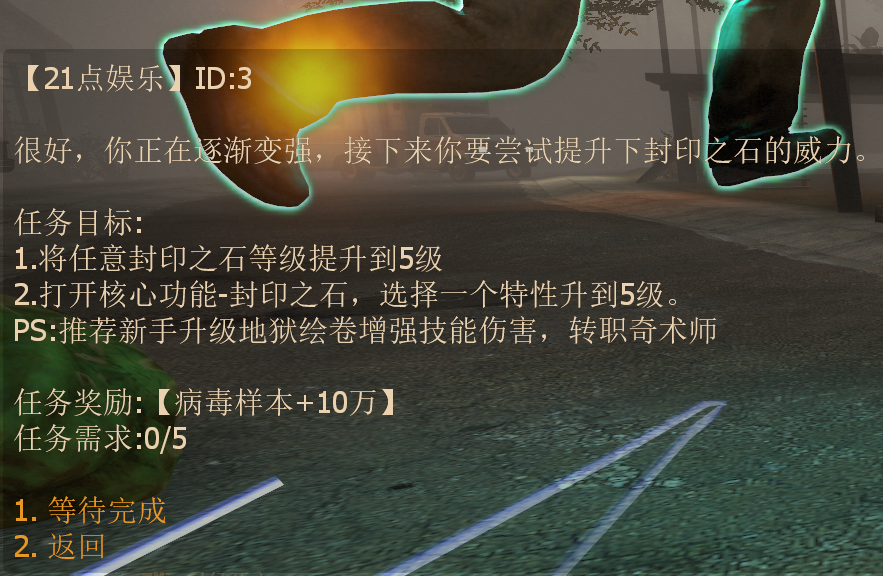 【21点娱乐】ID:3
很好，你正在逐渐变强，接下来你要尝试提升下封印之石的威力。
任务目标:
1.将任意封印之石等级提升到5级
2.打开核心功能-封印之石，选择一个特性升到5级。
PS:推荐新手升级地狱绘卷增强技能伤害，转职奇术师
任务奖励:【病毒样本+10万】
任务需求:0/5
1. 等待完成
2. 返回